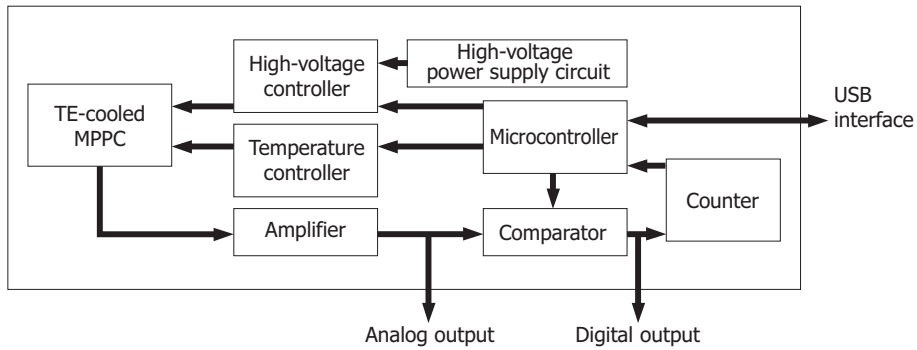 High-voltage
power supply circuit
High-voltage
controller
TE-cooled
MPPC
Microcontroller
USB
interface
Temperature
controller
Counter
Amplifier
Comparator
Analog output
Digital output